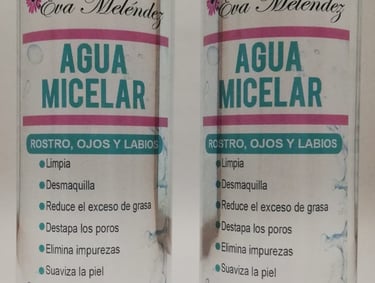 Eva Meléndez
AGUA
MICELAR
ROSTRO, OJOS Y LABIOS
Limpia
Desmaquilla
Reduce el exceso de grasa
Destapa los poros
Elimina impurezas
Suaviza la piel
Eva Meléndez
AGUA
MICELAR
ROSTRO, OJOS Y LABIOS
Limpia
Desmaquilla
Reduce el exceso de grasa
Destapa los poros
Elimina impurezas
Suaviza la piel